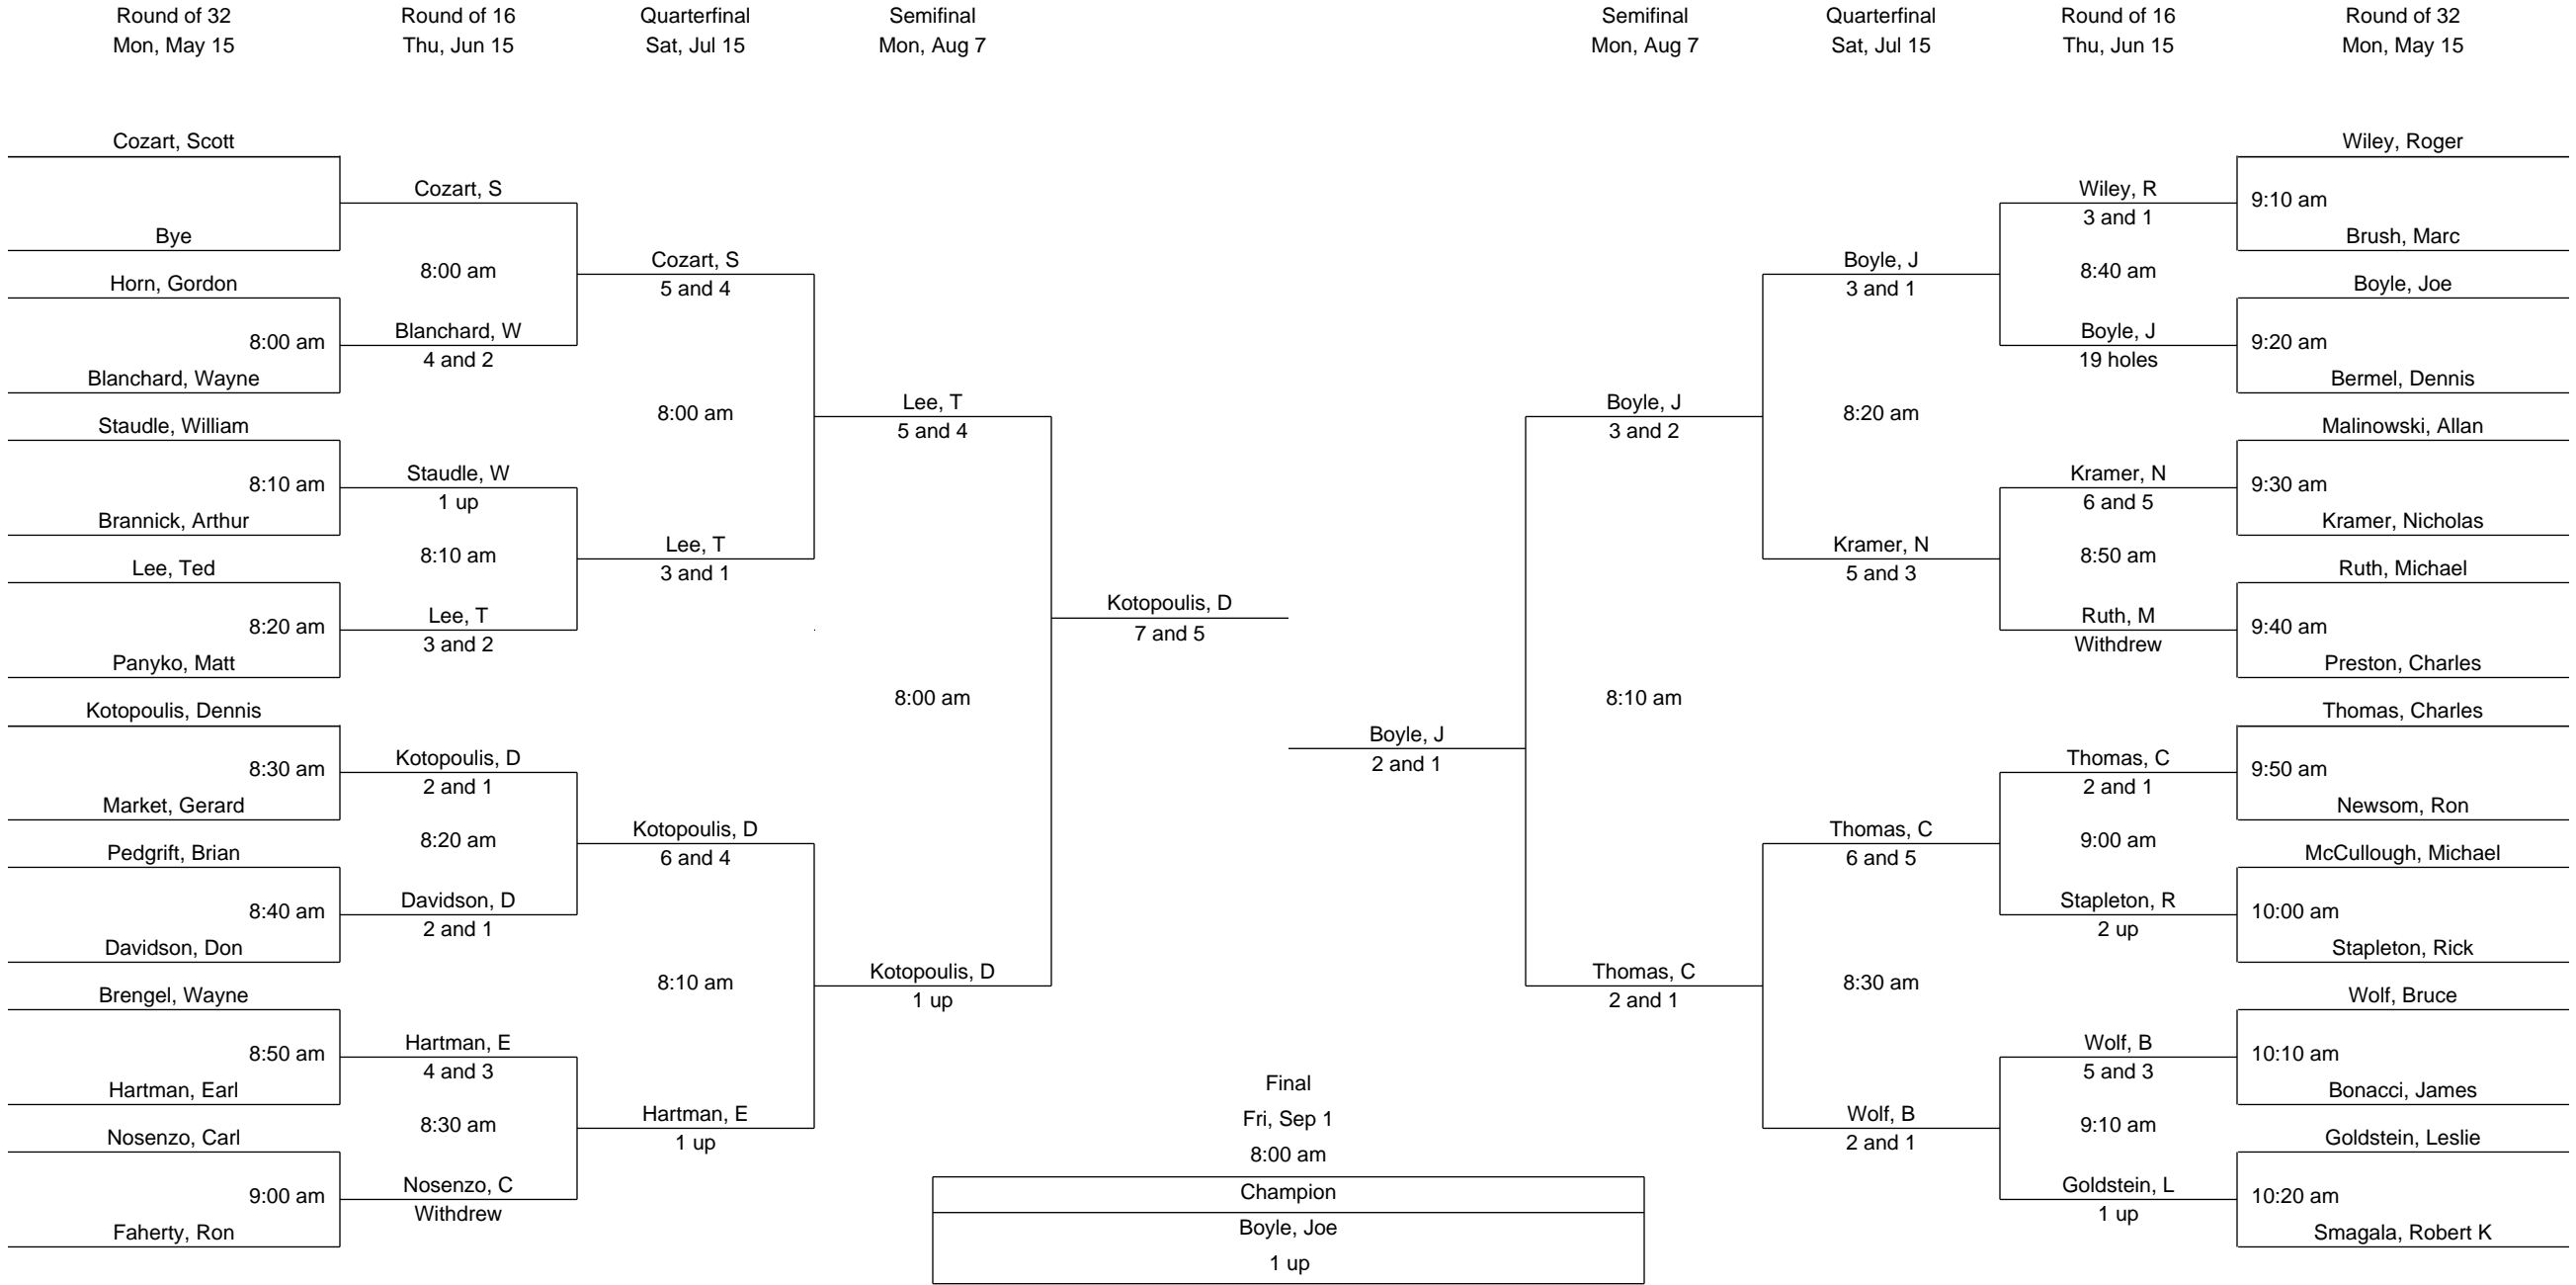 Round of 32
Mon, May 15
Round of 16
Thu, Jun 15
Quarterfinal
Sat, Jul 15
Semifinal
Mon, Aug 7
Semifinal
Mon, Aug 7
Quarterfinal
Sat, Jul 15
Round of 16
Thu, Jun 15
Round of 32
Mon, May 15
Cozart, Scott
Bye
Horn, Gordon
8:00 am
Blanchard, Wayne
Staudle, William
8:10 am
Brannick, Arthur
Lee, Ted
8:20 am
Panyko, Matt
Kotopoulis, Dennis
8:30 am
Market, Gerard
Pedgrift, Brian
8:40 am
Davidson, Don
Brengel, Wayne
8:50 am
Hartman, Earl
Nosenzo, Carl
9:00 am
Faherty, Ron
Cozart, S
8:00 am
Blanchard, W
4 and 2
Staudle, W
1 up
8:10 am
Lee, T
3 and 2
Kotopoulis, D
2 and 1
8:20 am
Davidson, D
2 and 1
Hartman, E
4 and 3
8:30 am
Nosenzo, C
Withdrew
Cozart, S
5 and 4
8:00 am
Lee, T
3 and 1
Kotopoulis, D
6 and 4
8:10 am
Hartman, E
1 up
Lee, T
5 and 4
8:00 am
Kotopoulis, D
1 up
Kotopoulis, D
7 and 5
Boyle, J
2 and 1
Final
Fri, Sep 1
8:00 am
Champion
Boyle, Joe
1 up
Boyle, J
3 and 2
8:10 am
Thomas, C
2 and 1
Boyle, J
3 and 1
8:20 am
Kramer, N
5 and 3
Thomas, C
6 and 5
8:30 am
Wolf, B
2 and 1
Wiley, R
3 and 1
8:40 am
Boyle, J
19 holes
Kramer, N
6 and 5
8:50 am
Ruth, M
Withdrew
Thomas, C
2 and 1
9:00 am
Stapleton, R
2 up
Wolf, B
5 and 3
9:10 am
Goldstein, L
1 up
Wiley, Roger
9:10 am
Brush, Marc
Boyle, Joe
9:20 am
Bermel, Dennis
Malinowski, Allan
9:30 am
Kramer, Nicholas
Ruth, Michael
9:40 am
Preston, Charles
Thomas, Charles
9:50 am
Newsom, Ron
McCullough, Michael
10:00 am
Stapleton, Rick
Wolf, Bruce
10:10 am
Bonacci, James
Goldstein, Leslie
10:20 am
Smagala, Robert K